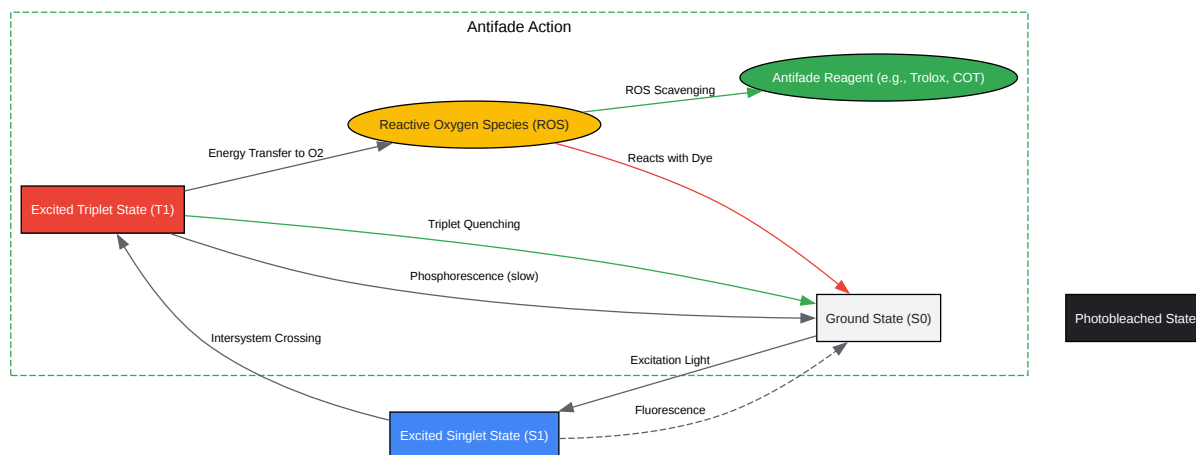 Antifade Action
Antifade Reagent (e.g., Trolox, COT)
ROS Scavenging
Reactive Oxygen Species (ROS)
Energy Transfer to O2
Reacts with Dye
Excited Triplet State (T1)
Triplet Quenching
Phosphorescence (slow)
Ground State (S0)
Photobleached State
Intersystem Crossing
Excitation Light
Fluorescence
Excited Singlet State (S1)